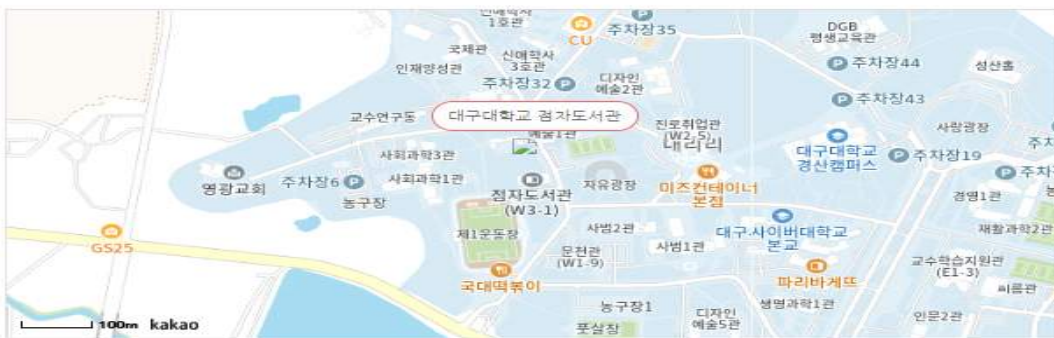 신매학사
1호관
CU
주차장35
DGB
평생교육관
국제관
신매학사
3호관
인재양성관
주차장32
디자인
예술2관
주차장44
성산홀
주차장43
대구대학교 점자도서관
교수연구동
예술1관
진로취업관
(W2-5)
내리리
사랑광장
사회과학3관
대구대학교
경산캠퍼스
주차장19
영광교회
주차장6
사회과학1관
점자도서관
(W3-1)
자유광장
미즈컨테이너
본점
농구장
경영1관
제1운동장
사범2관
대구사이버대학교
본교
재활과학2관
GS25
문천관
(W1-9)
사범1관
교수학습지원관
(E1-3)
국대떡볶이
파리바게뜨
씨름관
농구장1
생명과학1관
디자인
예술5관
인문2관
풋살장
100m kakao